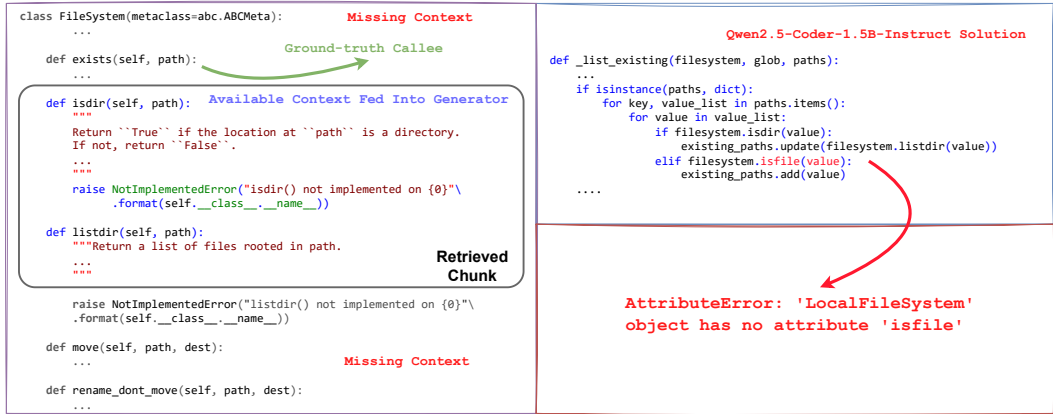 class FileSystem(metaclass=abc.ABCMeta):
Missing Context
...
Ground-truth Callee
def exists(self, path):
...
def isdir(self, path):
Available Context Fed Into Generator
"""
Return ``True`` if the location at ``path`` is a directory.
If not, return ``False``.
...
"""
raise NotImplementedError("isdir() not implemented on {0}"\
.format(self.__class__.__name__))
def listdir(self, path):
"""Return a list of files rooted in path.
...
"""
Retrieved
Chunk
raise NotImplementedError("listdir() not implemented on {0}"\
.format(self.__class__.__name__))
def move(self, path, dest):
...
Missing Context
def rename_dont_move(self, path, dest):
...
Qwen2.5-Coder-1.5B-Instruct Solution
def _list_existing(filesystem, glob, paths):
...
if isinstance(paths, dict):
for key, value_list in paths.items():
for value in value_list:
if filesystem.isdir(value):
existing_paths.update(filesystem.listdir(value))
elif filesystem.isfile(value):
existing_paths.add(value)
....
AttributeError: 'LocalFileSystem'
object has no attribute 'isfile'